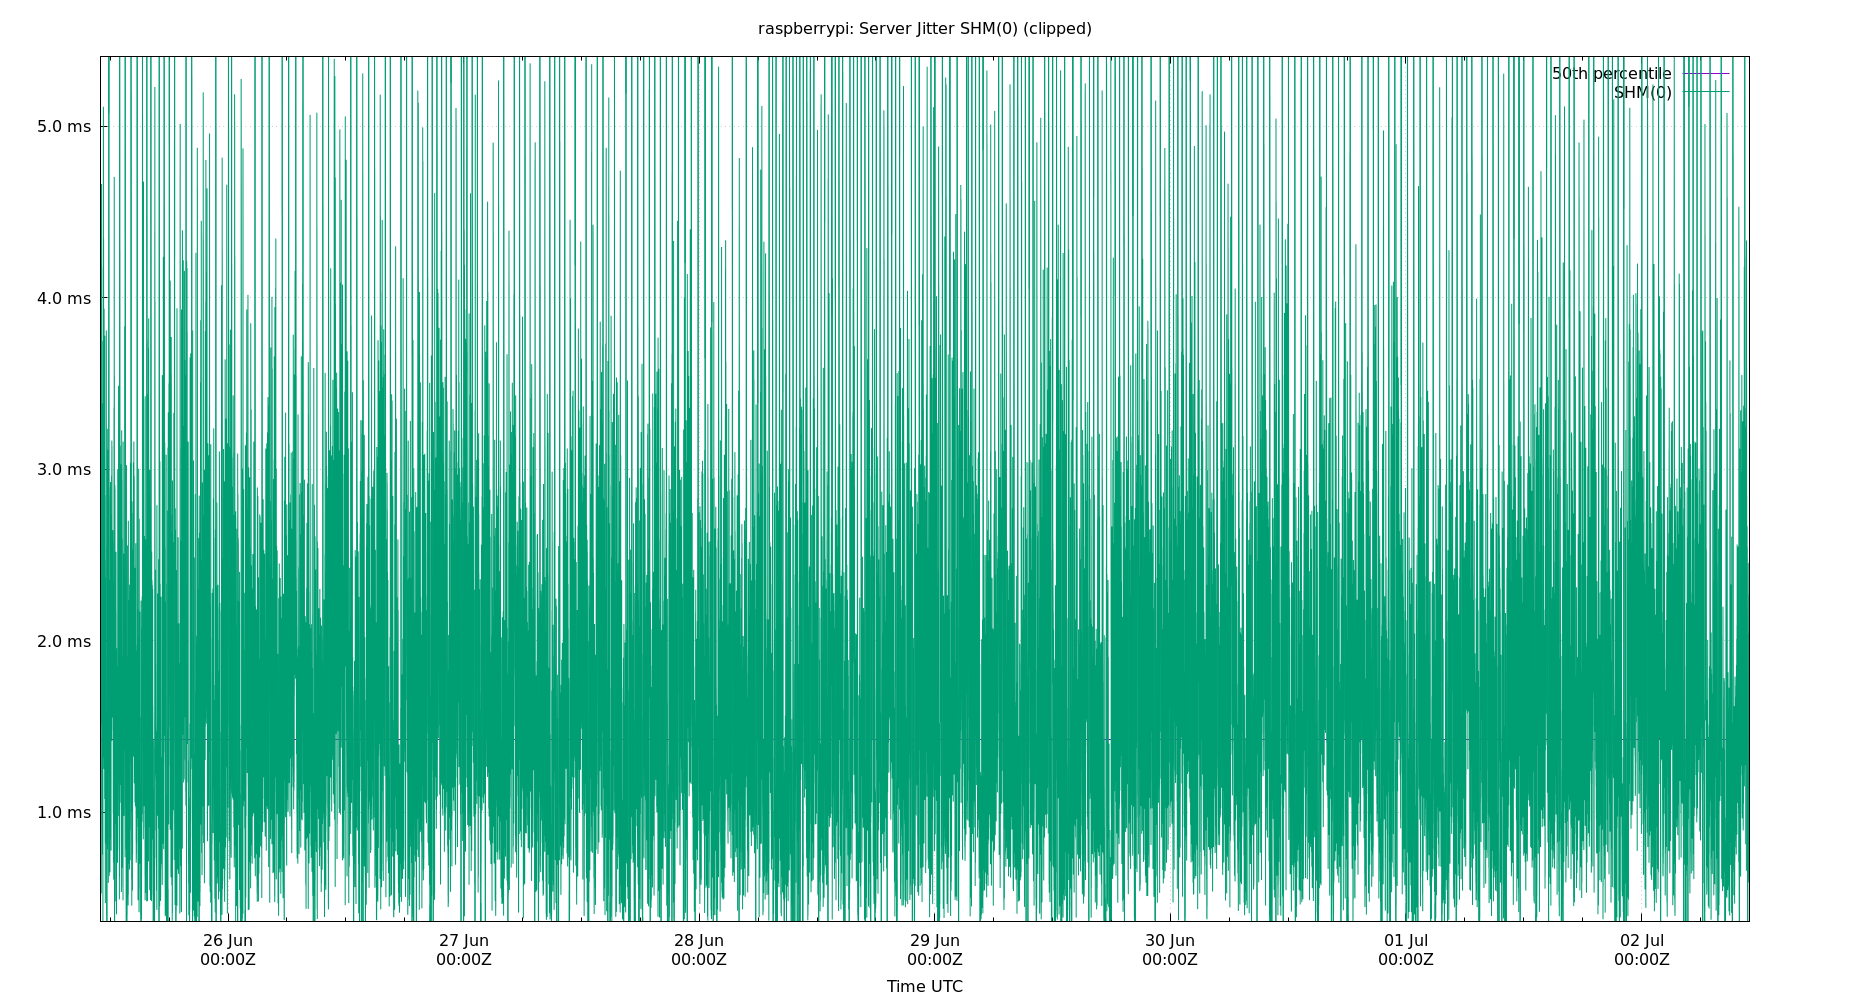 raspberrypi: Server Jitter SHM(0) (clipped)
50th percentile
SHM(0)
5.0 ms
4.0 ms
3.0 ms
2.0 ms
1.0 ms
26 Jun 27 Jun 28 Jun 29 Jun 30 Jun 01 Jul 02 Jul
00:00Z 00:00Z 00:00Z 00:00Z 00:00Z 00:00Z 00:00Z
Time UTC